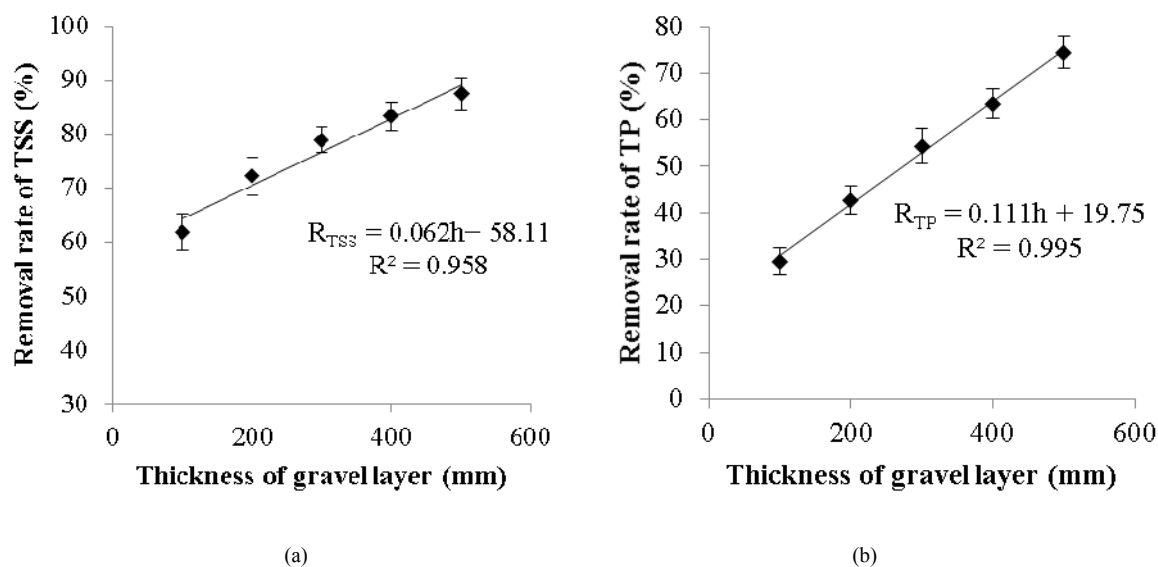 100
90
80
70
60
50
40
30
0
200
400
600
Removal rate of TSS (%)
R_TSS = 0.062h− 58.11
R² = 0.958
Thickness of gravel layer (mm)
(a)
80
70
60
50
40
30
20
10
0
0
200
400
600
Removal rate of TP (%)
R_TP = 0.111h + 19.75
R² = 0.995
Thickness of gravel layer (mm)
(b)